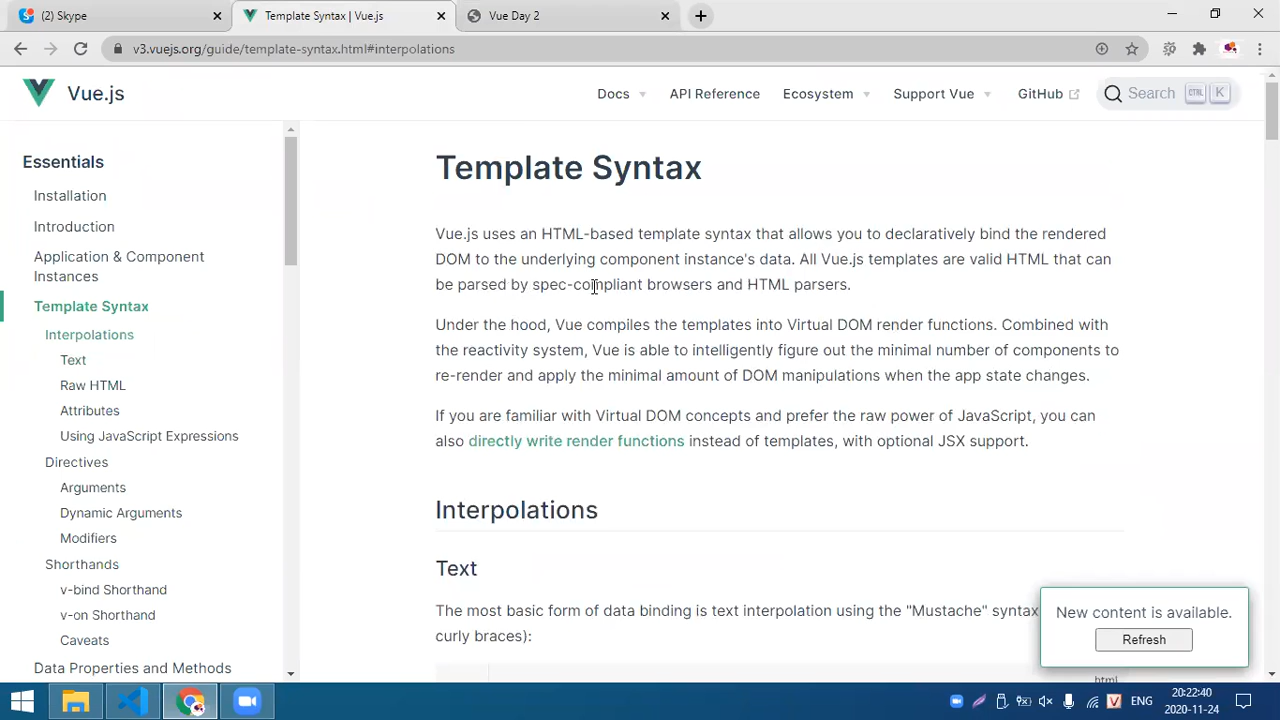 (2) Skype
Template Syntax | Vue.js
Vue Day 2
v3.vuejs.org/guide/template-syntax.html#interpolations
Vue.js
Docs
API Reference
Ecosystem
Support Vue
GitHub
Search CTRL K
Essentials
Installation
Introduction
Application & Component
Instances
Template Syntax
Interpolations
Text
Raw HTML
Attributes
Using JavaScript Expressions
Directives
Arguments
Dynamic Arguments
Modifiers
Shorthands
v-bind Shorthand
v-on Shorthand
Caveats
Data Properties and Methods
Template Syntax
Vue.js uses an HTML-based template syntax that allows you to declaratively bind the rendered
DOM to the underlying component instance's data. All Vue.js templates are valid HTML that can
be parsed by spec-compliant browsers and HTML parsers.
Under the hood, Vue compiles the templates into Virtual DOM render functions. Combined with
the reactivity system, Vue is able to intelligently figure out the minimal number of components to
re-render and apply the minimal amount of DOM manipulations when the app state changes.
If you are familiar with Virtual DOM concepts and prefer the raw power of JavaScript, you can
also directly write render functions instead of templates, with optional JSX support.
Interpolations
Text
The most basic form of data binding is text interpolation using the "Mustache" syntax
curly braces):
html
New content is available.
Refresh
V
ENG
20:22:40
2020-11-24